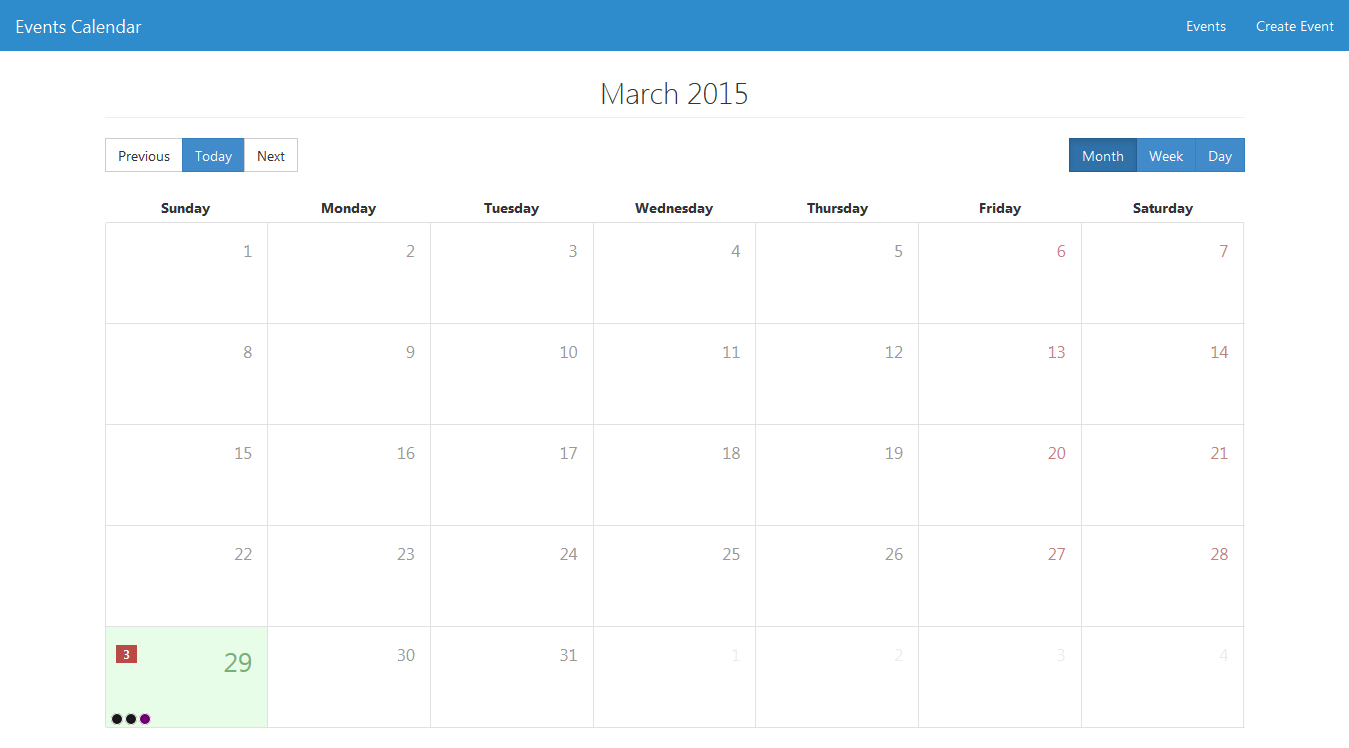 Events Calendar Events Create Event
March 2015
Previous Today Next Month Week Day
Sunday Monday Tuesday Wednesday Thursday Friday Saturday
1 2 3 4 5 6 7
8 9 10 11 12 13 14
15 16 17 18 19 20 21
22 23 24 25 26 27 28
3 29 30 31 1 2 3 4